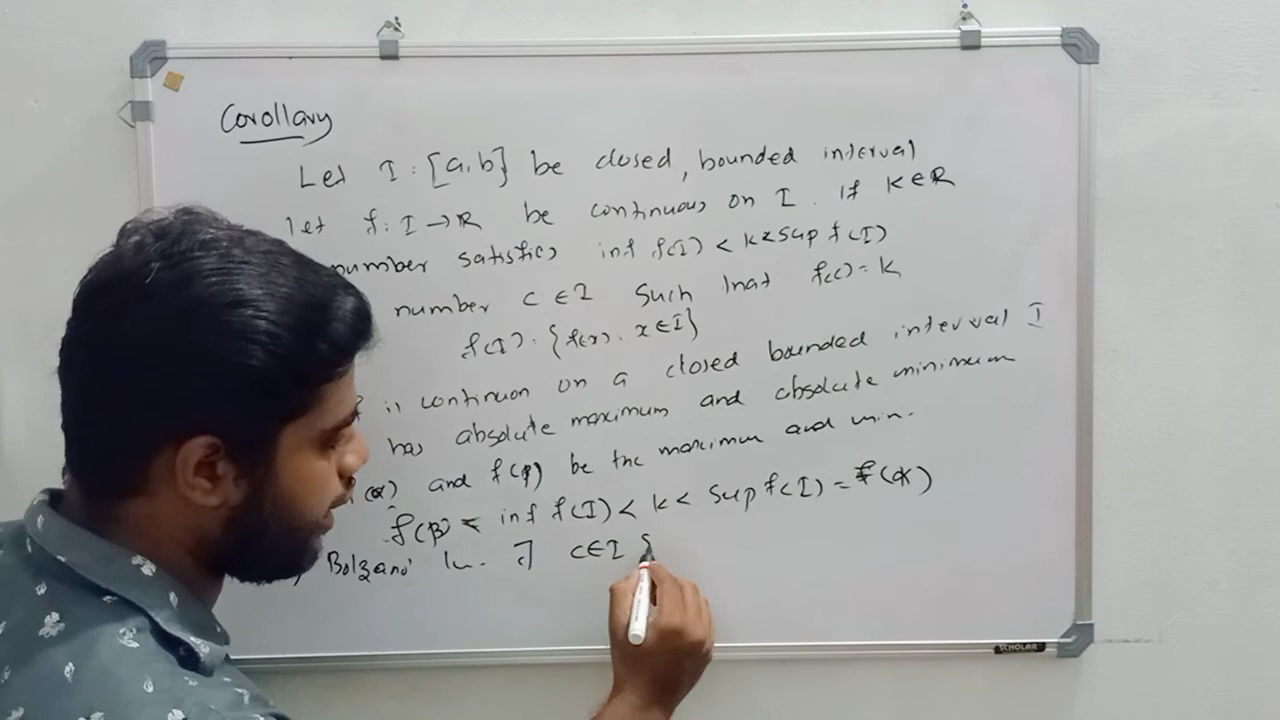 Corollary
Let I : [a,b] be closed, bounded interval
let f: I → R be continuous on I. If k∈R
number satisfies inf f(I) < k < sup f(I)
number c ∈ I such that f(c) = k
f(I) : {f(x) : x∈I}
is continuon on a closed bounded interval I
has absolute maximum and absolute minimum
(α) and f(β) be the maximum and min.
f(β) = inf f(I) < k < sup f(I) = f(α)
Bolzano ∃ c∈I s
SCHOLAR